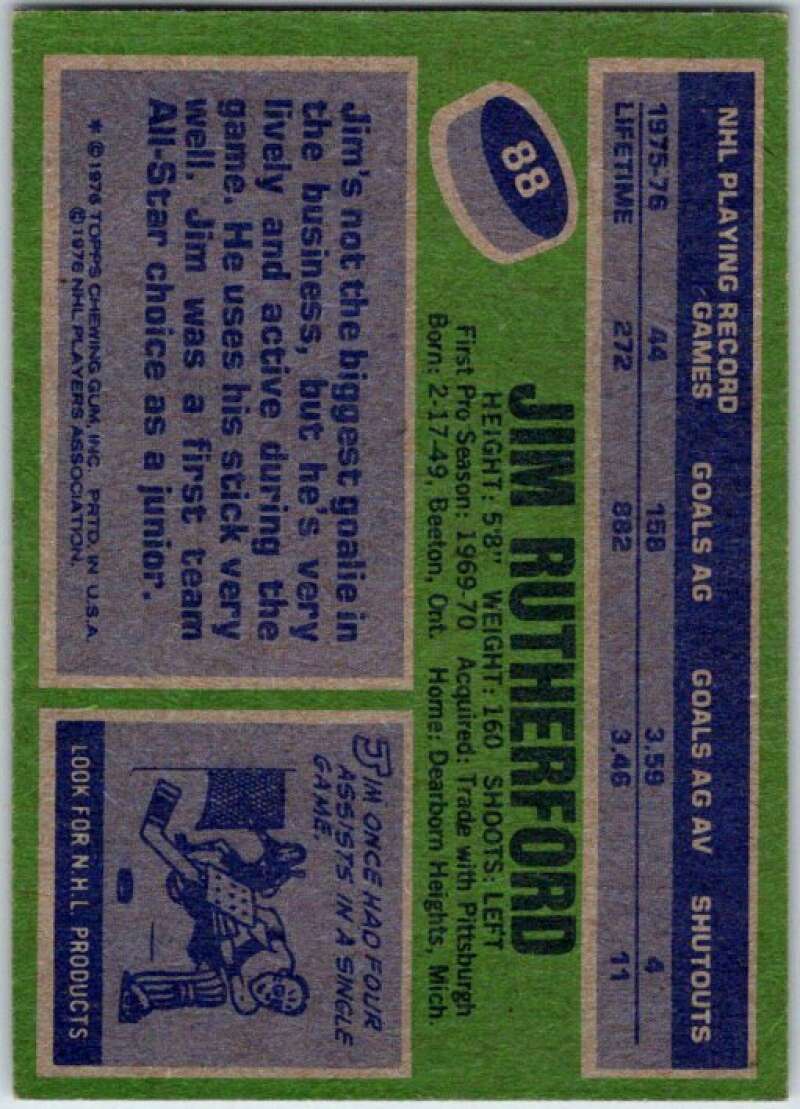 NHL PLAYING RECORD
GAMES GOALS AG GOALS AG AV SHUTOUTS
1975-76 44 158 3.59 4
LIFETIME 272 882 3.46 11
88
JIM RUTHERFORD
HEIGHT: 5'8" WEIGHT: 160 SHOOTS: LEFT
First Pro Season: 1969-70 Acquired: Trade with Pittsburgh
Born: 2-17-49, Beeton, Ont. Home: Dearborn Heights, Mich.
Jim's not the biggest goalie in
the business, but he's very
lively and active during the
game. He uses his stick very
well. Jim was a first team
All-Star choice as a junior.
* © 1976 TOPPS CHEWING GUM, INC. PRTD. IN U.S.A.
© 1976 NHL PLAYERS ASSOCIATION.
JIM ONCE HAD FOUR
ASSISTS IN A SINGLE
GAME.
LOOK FOR N.H.L. PRODUCTS